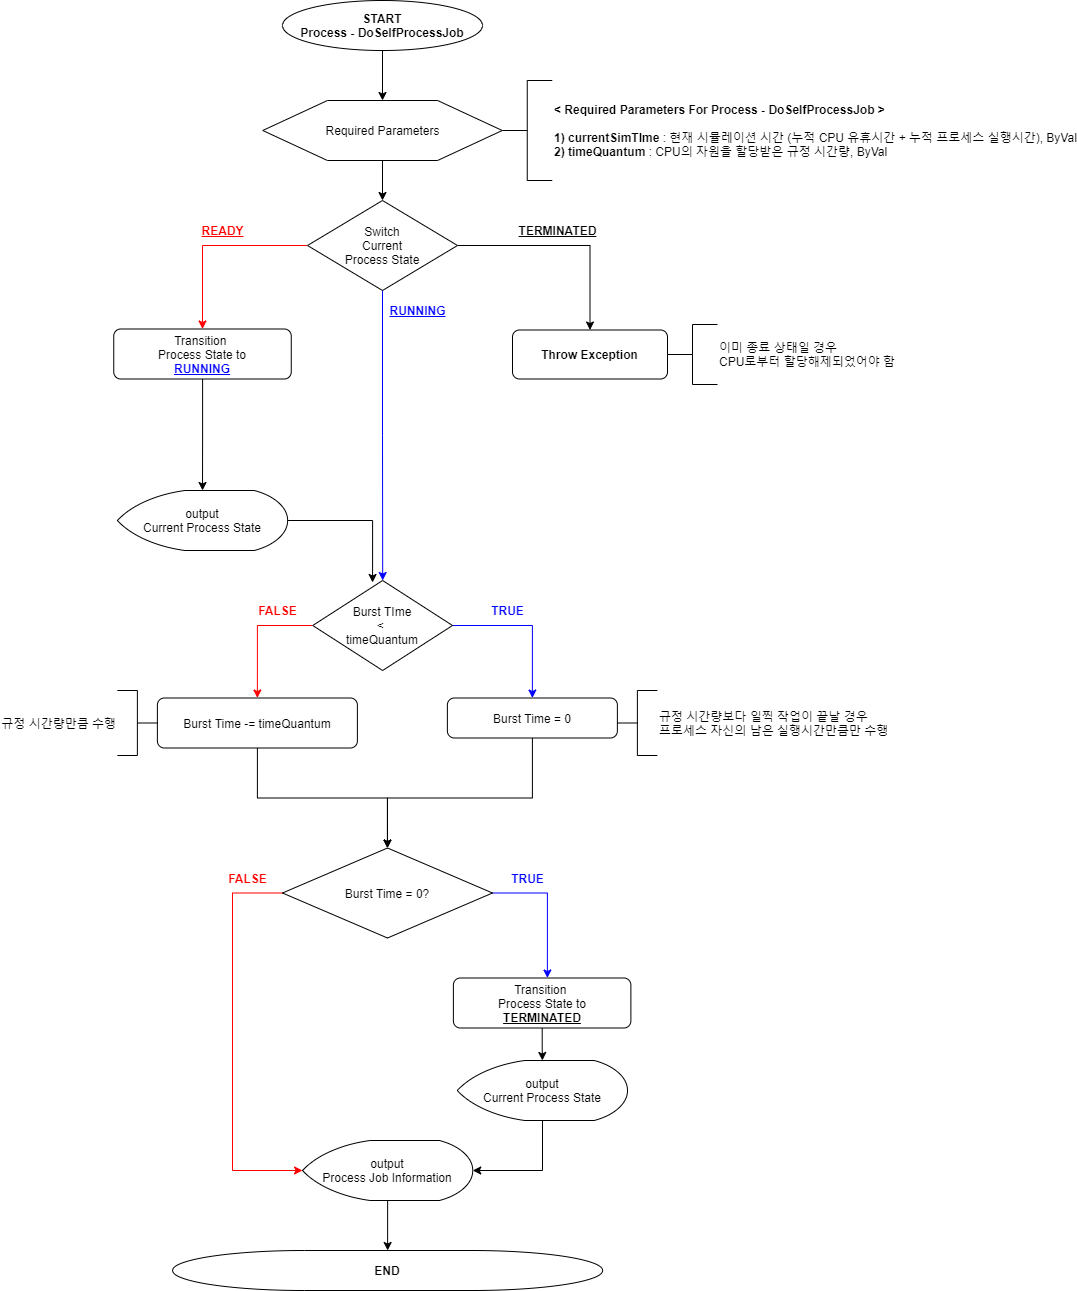 START
Process - DoSelfProcessJob
Required Parameters
< Required Parameters For Process - DoSelfProcessJob >
1) currentSimTIme : 현재 시뮬레이션 시간 (누적 CPU 유휴시간 + 누적 프로세스 실행시간), ByVal
2) timeQuantum : CPU의 자원을 할당받은 규정 시간량, ByVal
Switch
Current
Process State
READY
TERMINATED
RUNNING
Transition
Process State to
RUNNING
Throw Exception
이미 종료 상태일 경우
CPU로부터 할당해제되었어야 함
output
Current Process State
Burst TIme
<
timeQuantum
FALSE
TRUE
규정 시간량만큼 수행
Burst Time -= timeQuantum
Burst Time = 0
규정 시간량보다 일찍 작업이 끝날 경우
프로세스 자신의 남은 실행시간만큼만 수행
Burst Time = 0?
FALSE
TRUE
Transition
Process State to
TERMINATED
output
Current Process State
output
Process Job Information
END